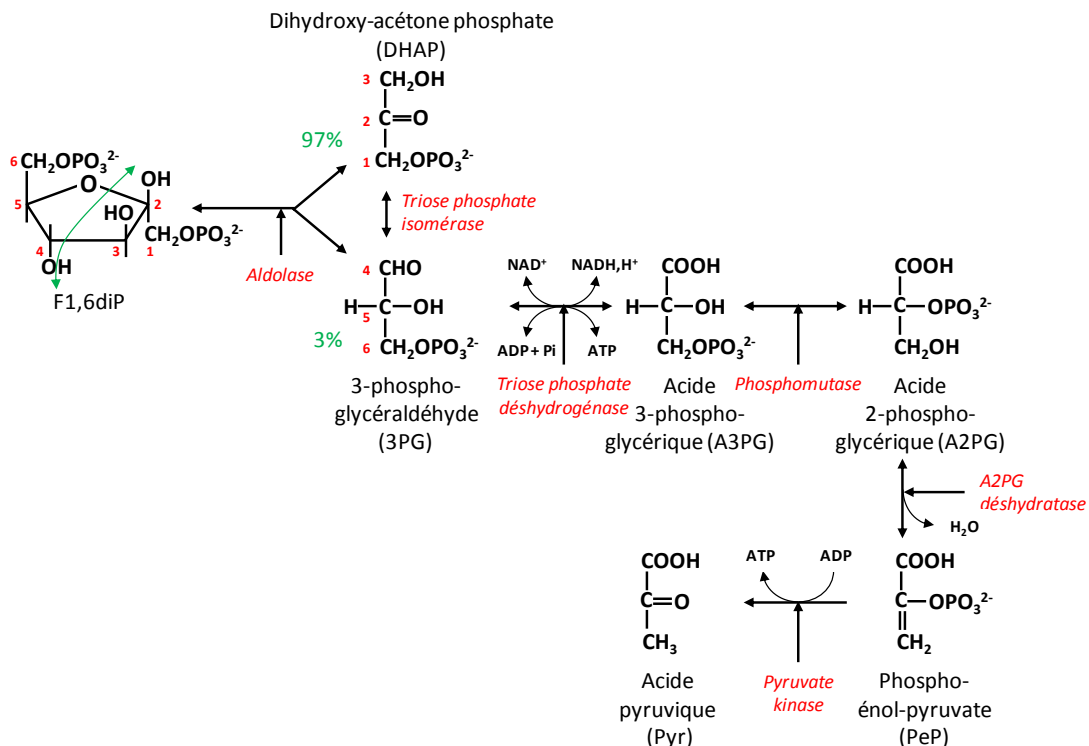 Dihydroxy-acétone phosphate
(DHAP)
3 CH₂OH
2 C=O
97%
1 CH₂OPO₃²⁻
6 CH₂OPO₃²⁻
O
OH
5
2
HO
4
3
1
CH₂OPO₃²⁻
OH
F1,6diP
Aldolase
Triose phosphate
isomérase
4 CHO
H–C–OH
5
3%
6 CH₂OPO₃²⁻
3-phospho-
glycéraldéhyde
(3PG)
NAD⁺
NADH,H⁺
ADP + Pi
ATP
Triose phosphate
déshydrogénase
COOH
H–C–OH
CH₂OPO₃²⁻
Acide
3-phospho-
glycérique (A3PG)
Phosphomutase
COOH
H–C–OPO₃²⁻
CH₂OH
Acide
2-phospho-
glycérique (A2PG)
A2PG
déshydratase
H₂O
COOH
C–OPO₃²⁻
CH₂
Phospho-
énol-pyruvate
(PeP)
ATP
ADP
Pyruvate
kinase
COOH
C=O
CH₃
Acide
pyruvique
(Pyr)